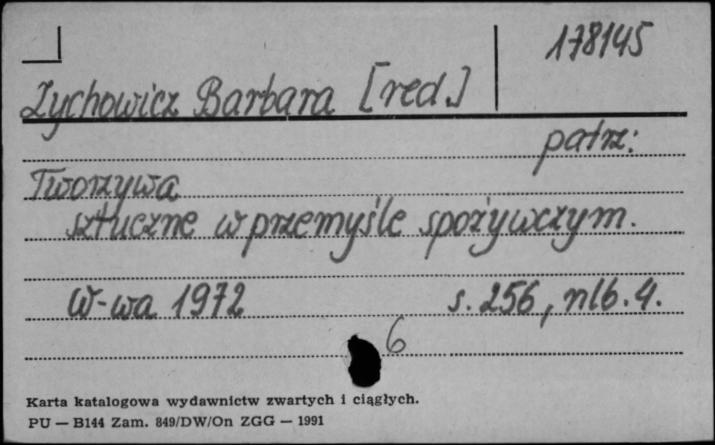 178145
Zychowicz Barbara [red.]
patrz:
Tworzywa
sztuczne w przemyśle spożywczym.
W-wa 1972 s. 256, nlb. 4.
6
Karta katalogowa wydawnictw zwartych i ciągłych.
PU — B144 Zam. 849/DW/On ZGG — 1991